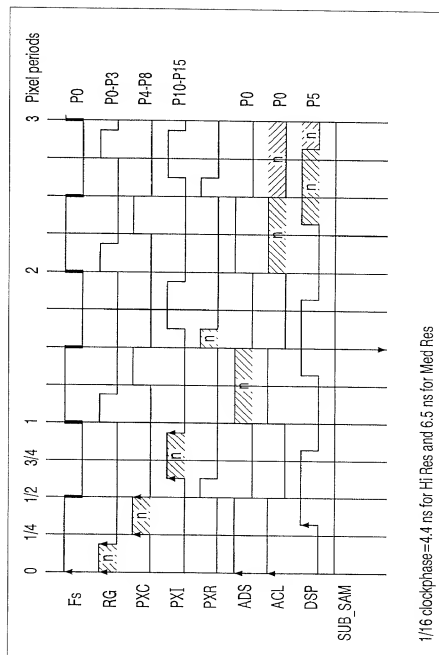 0 1/4 1/2 3/4 1 2 3 Pixel periods
Fs P0
RG n P0-P3
PXC n P4-P8
PXI n P10-P15
PXR n
ADS n P0
ACL n n P0
DSP n n P5
SUB_SAM
1/16 clockphase=4.4 ns for Hi Res and 6.5 ns for Med Res